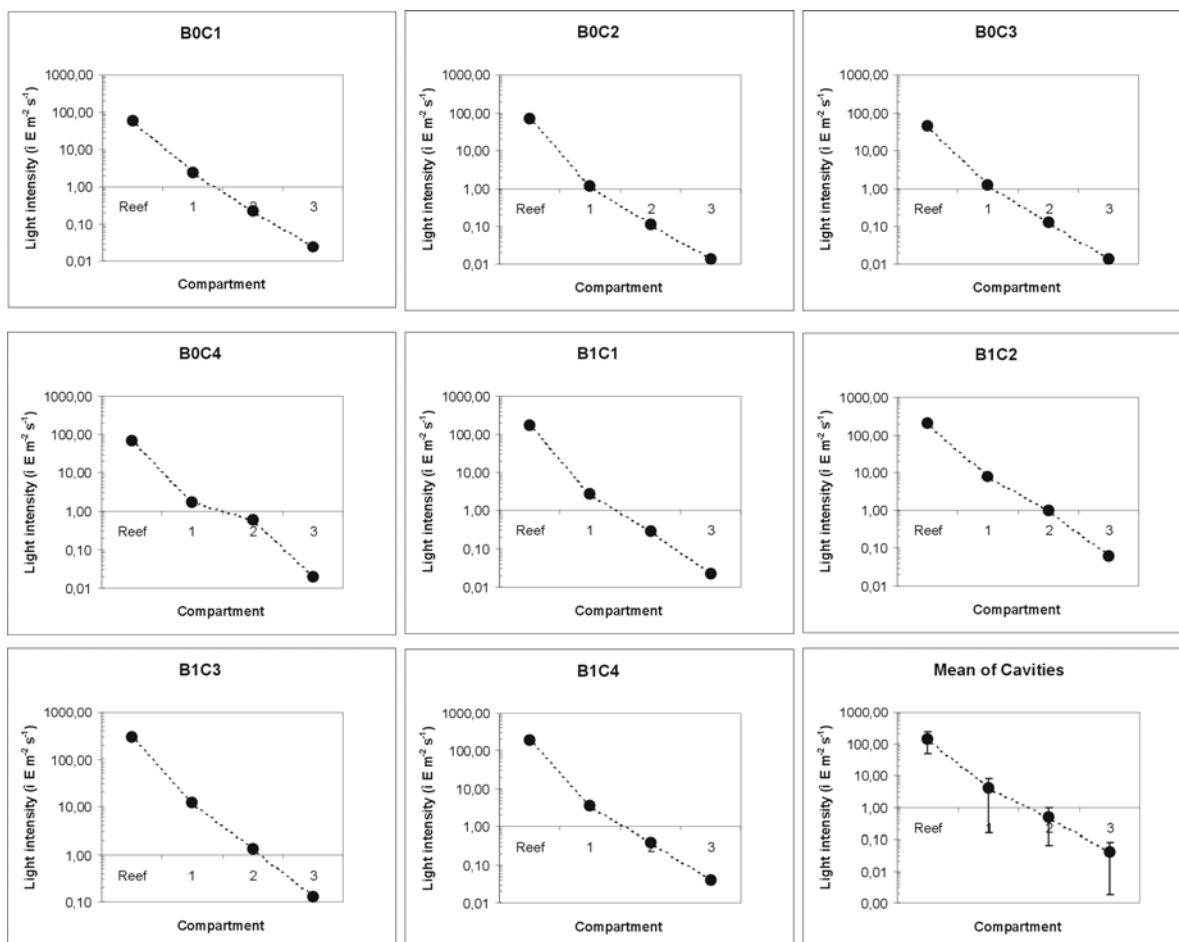 B0C1
Light intensity (i E m-2 s-1)
1000,00
100,00
10,00
1,00
0,10
0,01
Reef 1 2 3
Compartment
B0C2
Light intensity (i E m-2 s-1)
1000,00
100,00
10,00
1,00
0,10
0,01
Reef 1 2 3
Compartment
B0C3
Light intensity (i E m-2 s-1)
1000,00
100,00
10,00
1,00
0,10
0,01
Reef 1 2 3
Compartment
B0C4
Light intensity (i E m-2 s-1)
1000,00
100,00
10,00
1,00
0,10
0,01
Reef 1 2 3
Compartment
B1C1
Light intensity (i E m-2 s-1)
1000,00
100,00
10,00
1,00
0,10
0,01
Reef 1 2 3
Compartment
B1C2
Light intensity (i E m-2 s-1)
1000,00
100,00
10,00
1,00
0,10
0,01
Reef 1 2 3
Compartment
B1C3
Light intensity (i E m-2 s-1)
1000,00
100,00
10,00
1,00
0,10
Reef 1 2 3
Compartment
B1C4
Light intensity (i E m-2 s-1)
1000,00
100,00
10,00
1,00
0,10
0,01
Reef 1 2 3
Compartment
Mean of Cavities
Light intensity (i E m-2 s-1)
1000,00
100,00
10,00
1,00
0,10
0,01
0,00
Reef 1 2 3
Compartment